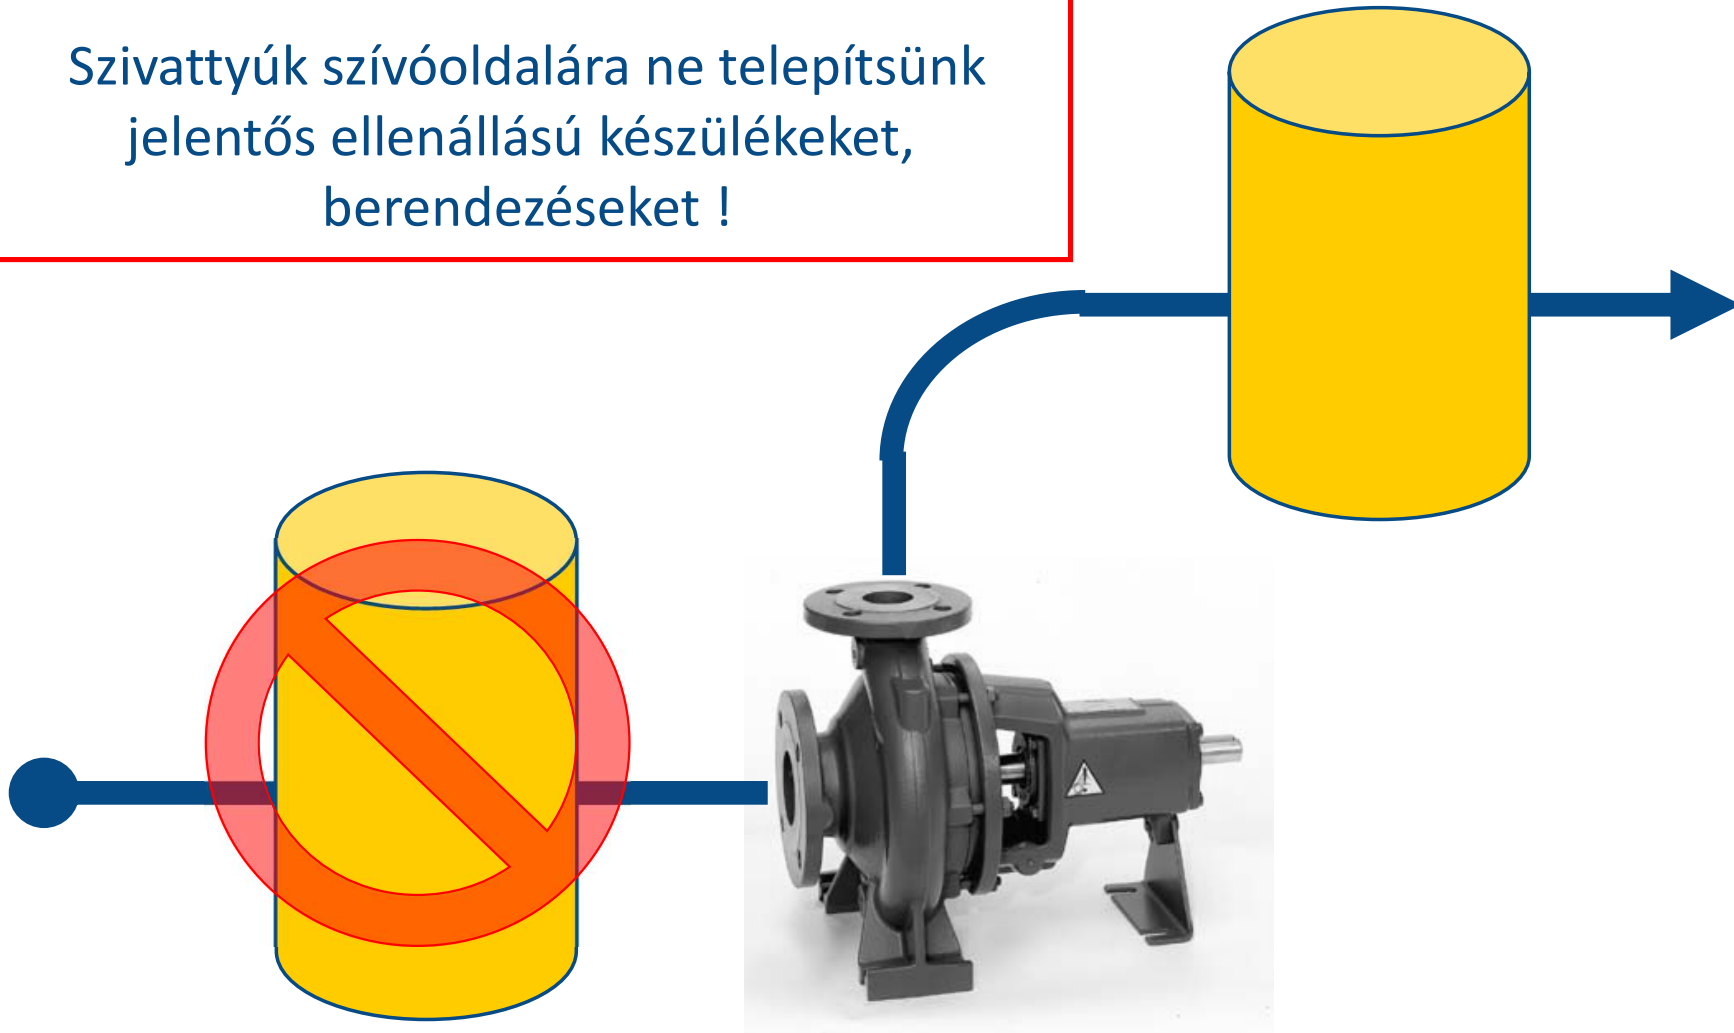 Szivattyúk szívóoldalára ne telepítsünk
jelentős ellenállású készülékeket,
berendezéseket !